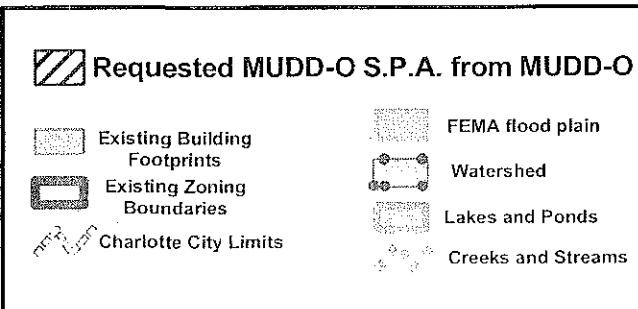 Requested MUDD-O S.P.A. from MUDD-O
Existing Building
Footprints
Existing Zoning
Boundaries
Charlotte City Limits
FEMA flood plain
Watershed
Lakes and Ponds
Creeks and Streams